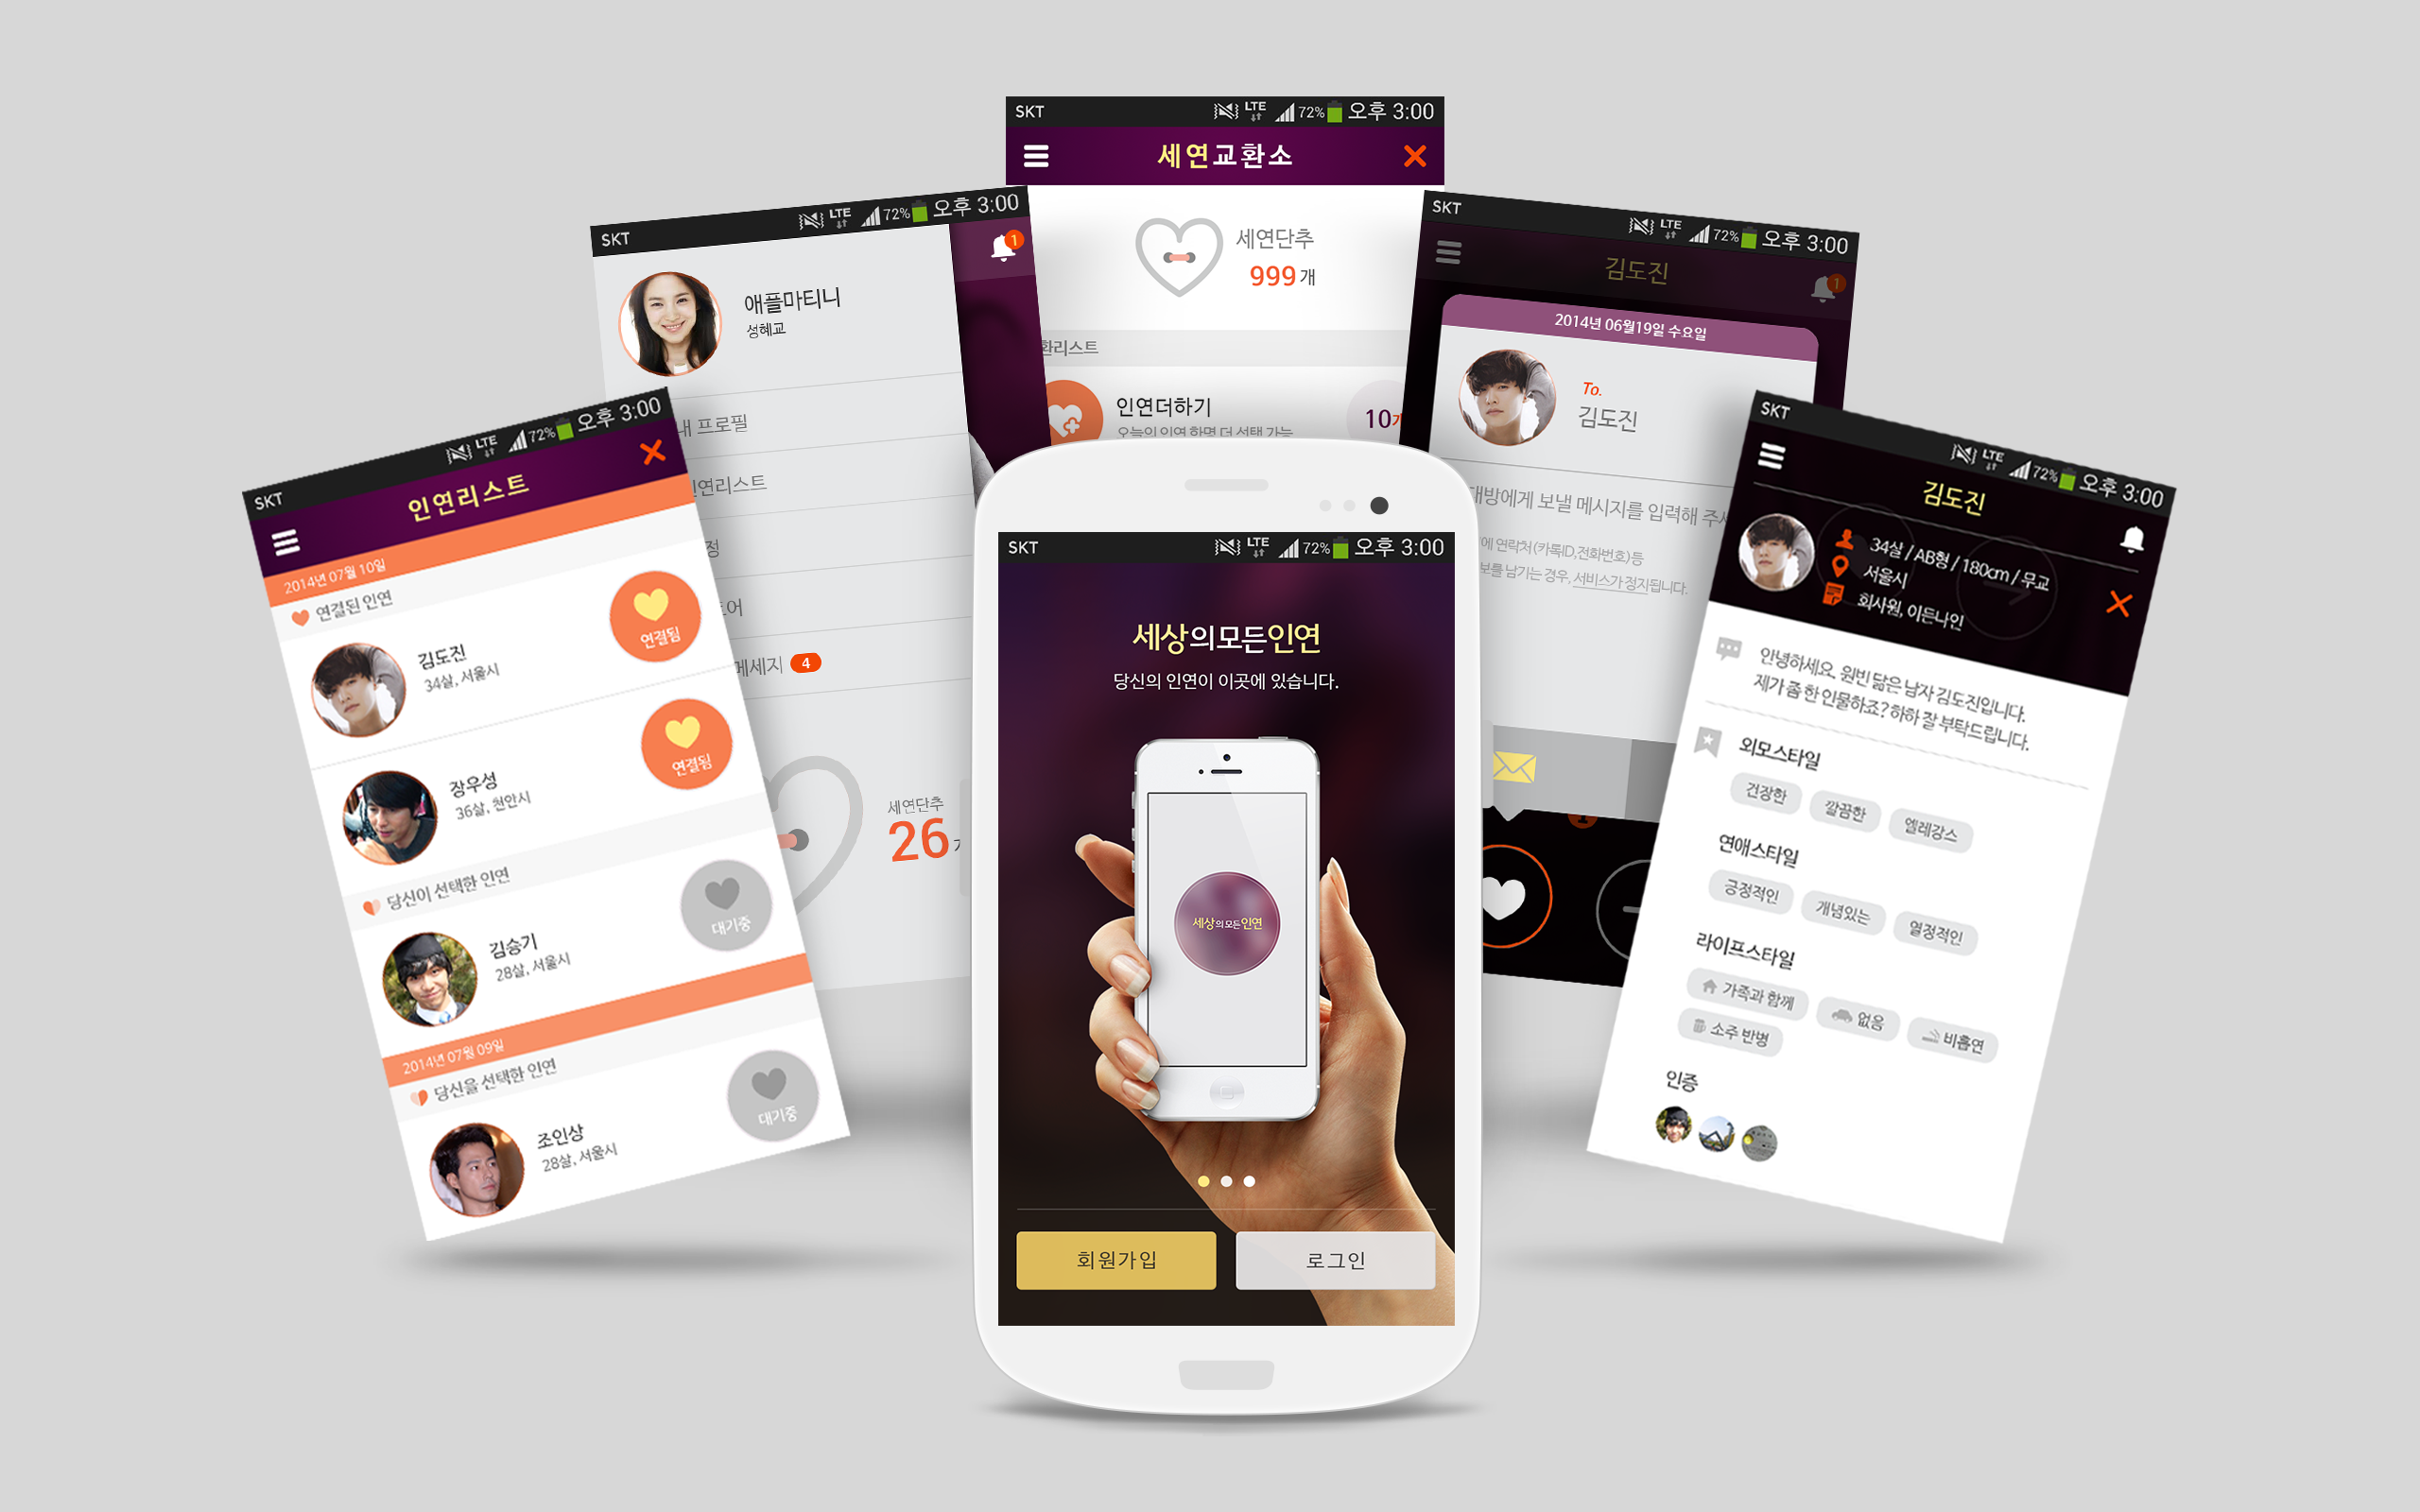 SKT LTE 72% 오후 3:00
인연리스트
2014년 07월 10일
연결된 인연
김도진
34살, 서울시
연결됨
장우성
36살, 천안시
연결됨
당신이 선택한 인연
김승기
28살, 서울시
대기중
2014년 07월 09일
당신을 선택한 인연
조인상
28살, 서울시
대기중
SKT LTE 72% 오후 3:00
1
애플마티니
성혜교
내 프로필
인연리스트
정
토어
메세지 4
세연단추
26
SKT LTE 72% 오후 3:00
세연교환소
세연단추
999개
환리스트
인연더하기
오늘의 인연 한명 더 선택 가능
10개
SKT LTE 72% 오후 3:00
세상의모든인연
당신의 인연이 이곳에 있습니다.
세상의모든인연
회원가입
로그인
SKT LTE 72% 오후 3:00
김도진
1
2014년 06월19일 수요일
To.
김도진
대방에게 보낼 메시지를 입력해 주세
에 연락처(카톡ID,전화번호)등
보를 남기는 경우, 서비스가 정지됩니다.
SKT LTE 72% 오후 3:00
김도진
34살 / AB형 / 180cm / 무교
서울시
회사원, 이든나인
안녕하세요. 원빈 닮은 남자 김도진입니다.
제가 좀 한 인물하죠? 하하 잘 부탁드립니다.
외모스타일
건장한 깔끔한 엘레강스
연애스타일
긍정적인 개념있는 열정적인
라이프스타일
가족과 함께 없음 비흡연
소주 반병
인증